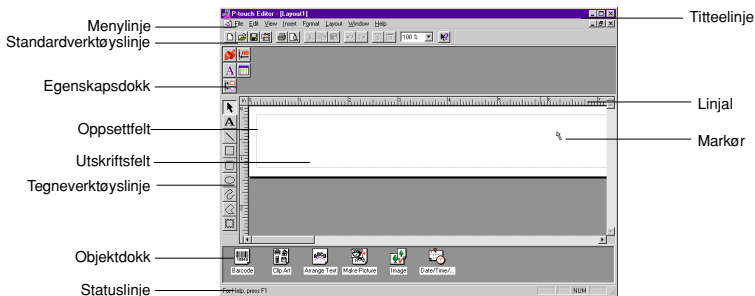 P-touch Editor - [Layout1]
Titteelinje
Menylinje
File Edit View Insert Format Layout Window Help
Standardverktøyslinje
100 %
Egenskapsdokk
Linjal
Oppsettfelt
Markør
Utskriftsfelt
Tegneverktøyslinje
Objektdokk
Barcode Clip Art Arrange Text Make Picture Image Date/Time/...
Statuslinje
For Help, press F1
NUM